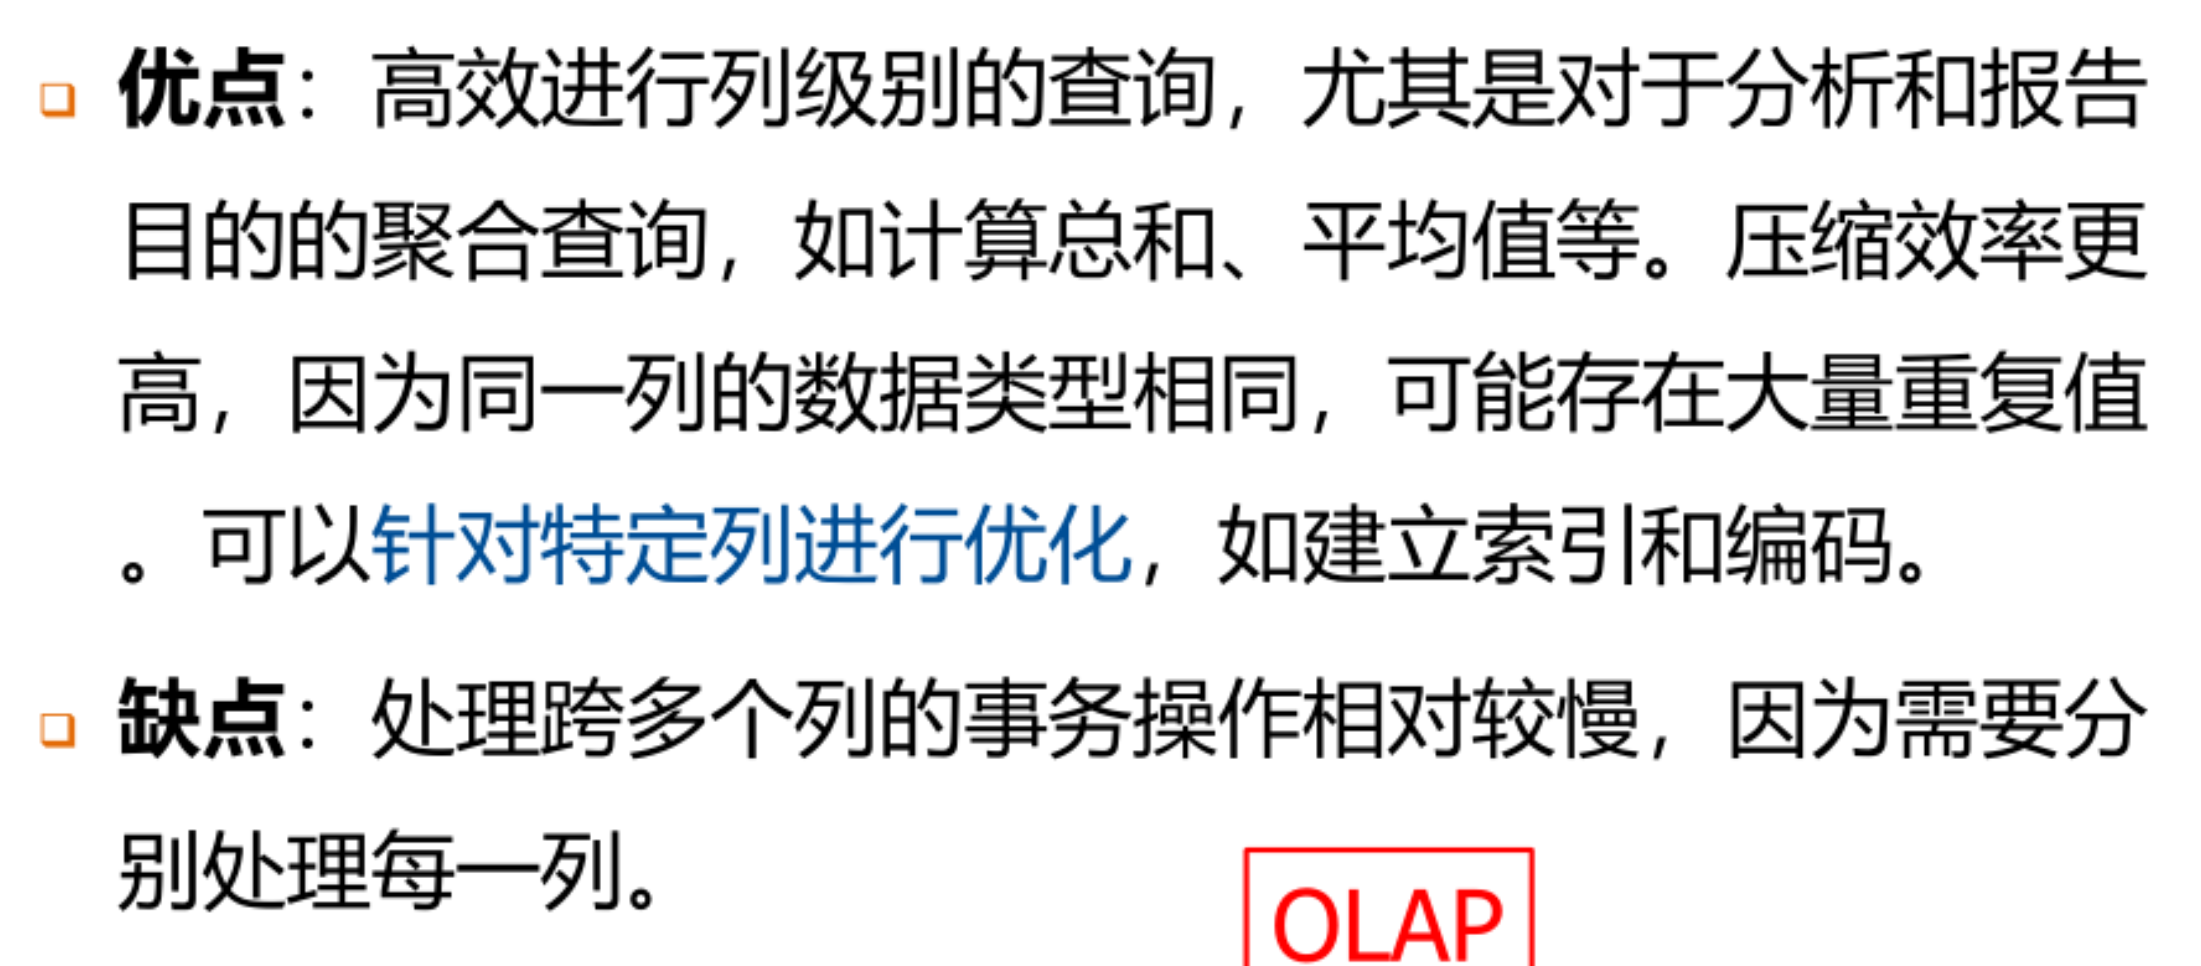 优点：高效进行列级别的查询，尤其是对于分析和报告
目的的聚合查询，如计算总和、平均值等。压缩效率更
高，因为同一列的数据类型相同，可能存在大量重复值
。可以针对特定列进行优化，如建立索引和编码。
缺点：处理跨多个列的事务操作相对较慢，因为需要分
别处理每一列。
OLAP